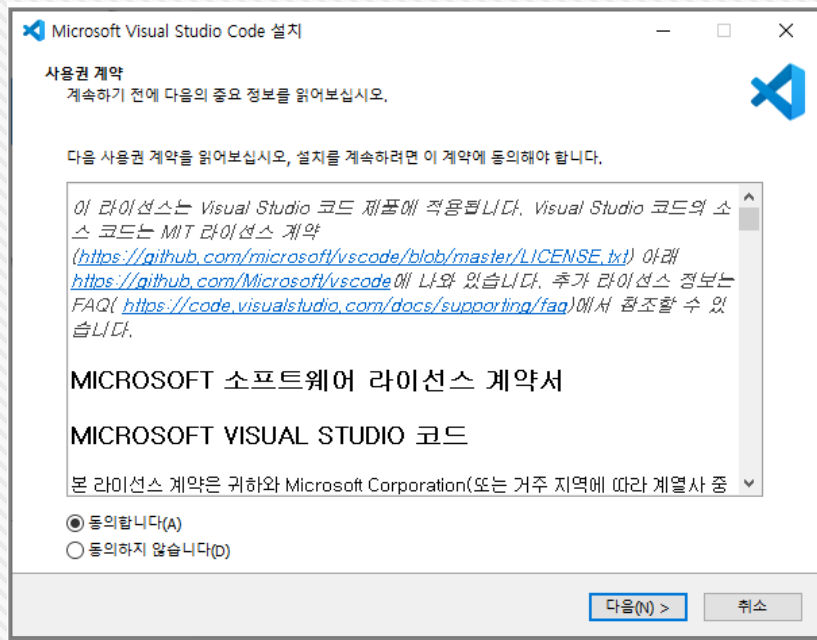 Microsoft Visual Studio Code 설치
사용권 계약
계속하기 전에 다음의 중요 정보를 읽어보십시오.
다음 사용권 계약을 읽어보십시오, 설치를 계속하려면 이 계약에 동의해야 합니다.
이 라이선스는 Visual Studio 코드 제품에 적용됩니다. Visual Studio 코드의 소
스 코드는 MIT 라이선스 계약
(https://github.com/microsoft/vscode/blob/master/LICENSE.txt) 아래
https://github.com/Microsoft/vscode에 나와 있습니다. 추가 라이선스 정보는
FAQ( https://code.visualstudio.com/docs/supporting/faq)에서 참조할 수 있
습니다.
MICROSOFT 소프트웨어 라이선스 계약서
MICROSOFT VISUAL STUDIO 코드
본 라이선스 계약은 귀하와 Microsoft Corporation(또는 거주 지역에 따라 계열사 중
동의합니다(A)
동의하지 않습니다(D)
다음(N) >
취소